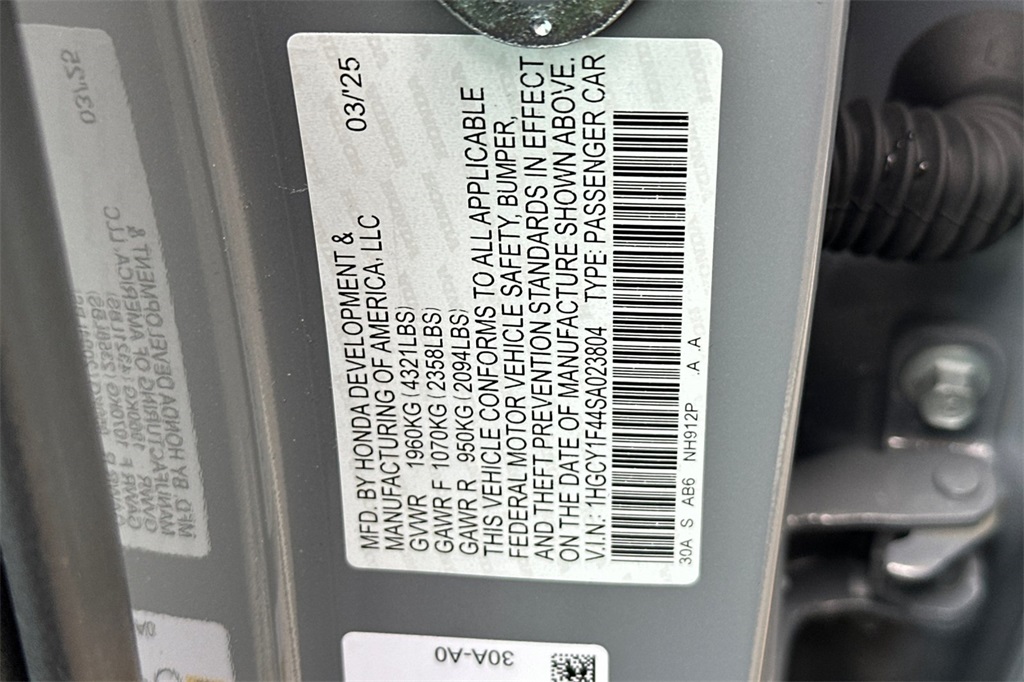 MFD. BY HONDA DEVELOPMENT & 03/'25
MANUFACTURING OF AMERICA, LLC
GVWR 1960KG (4321LBS)
GAWR F 1070KG (2358LBS)
GAWR R 950KG (2094LBS)
THIS VEHICLE CONFORMS TO ALL APPLICABLE
FEDERAL MOTOR VEHICLE SAFETY, BUMPER,
AND THEFT PREVENTION STANDARDS IN EFFECT
ON THE DATE OF MANUFACTURE SHOWN ABOVE.
V.I.N.: 1HGCY1F44SA023804 TYPE: PASSENGER CAR
30A S AB6 NH912P .A .A
30A-A0